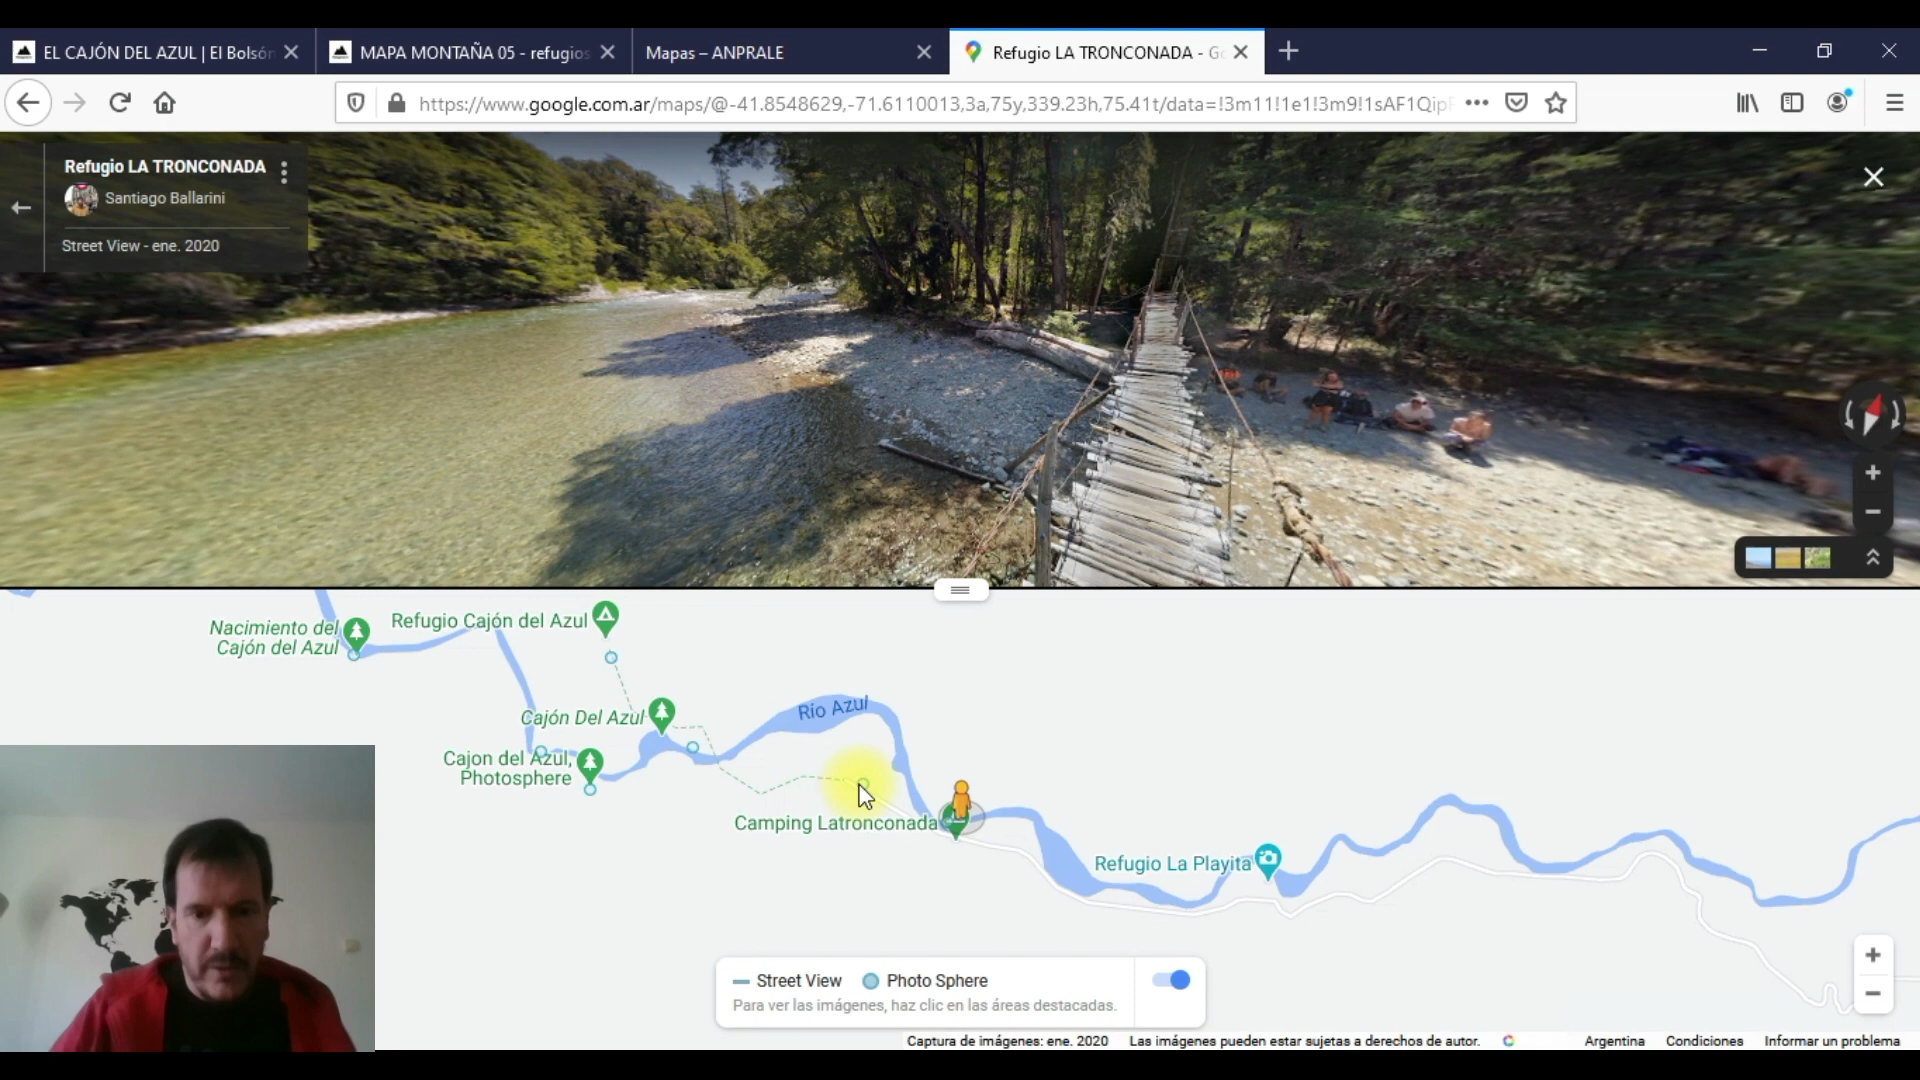 EL CAJÓN DEL AZUL | El Bolsón
MAPA MONTAÑA 05 - refugios
Mapas – ANPRALE
Refugio LA TRONCONADA - Go
https://www.google.com.ar/maps/@-41.8548629,-71.6110013,3a,75y,339.23h,75.41t/data=!3m11!1e1!3m9!1sAF1Qip
Refugio LA TRONCONADA
Santiago Ballarini
Street View - ene. 2020
Nacimiento del
Cajón del Azul
Refugio Cajón del Azul
Río Azul
Cajón Del Azul
Cajon del Azul,
Photosphere
Camping Latronconada
Refugio La Playita
Street View
Photo Sphere
Para ver las imágenes, haz clic en las áreas destacadas.
Captura de imágenes: ene. 2020
Las imágenes pueden estar sujetas a derechos de autor.
Argentina
Condiciones
Informar un problema